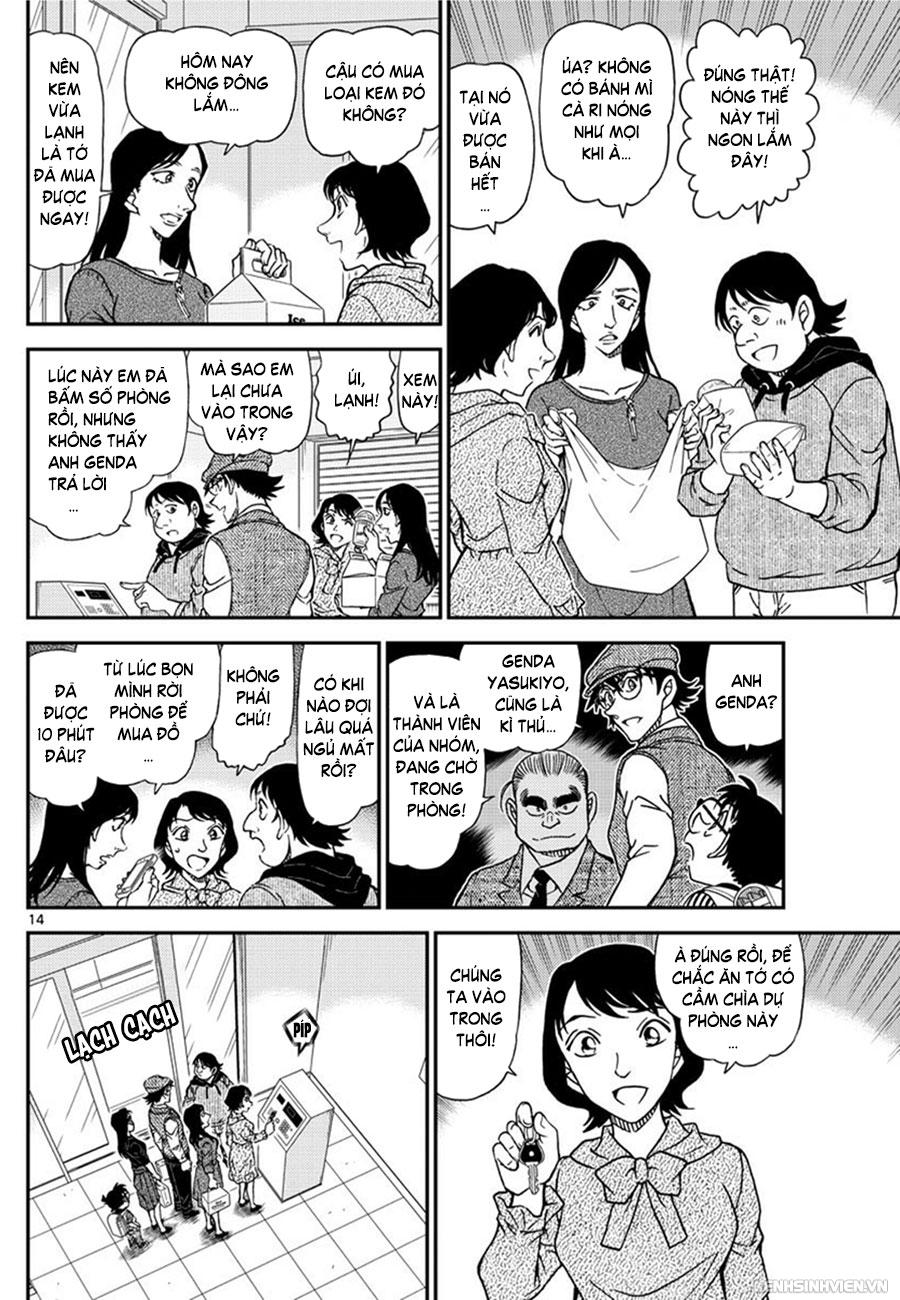 ĐÚNG THẬT!
NÓNG THẾ
NÀY THÌ
NGON LẮM
ĐÂY!
ỦA? KHÔNG
CÓ BÁNH MÌ
CÀ RI NÓNG
NHƯ MỌI
KHI À...
TẠI NÓ
VỪA
ĐƯỢC
BÁN
HẾT
...
CẬU CÓ MUA
LOẠI KEM ĐÓ
KHÔNG?
HÔM NAY
KHÔNG ĐÔNG
LẮM...
NÊN
KEM
VỪA
LẠNH
LÀ TỚ
ĐÃ MUA
ĐƯỢC
NGAY!
Ise
XEM
NÀY!
ÚI,
LẠNH!
MÀ SAO EM
LẠI CHƯA
VÀO TRONG
VẬY?
LÚC NÀY EM ĐÃ
BẤM SỐ PHÒNG
RỒI, NHƯNG
KHÔNG THẤY
ANH GENDA
TRẢ LỜI
...
ANH
GENDA?
GENDA
YASUKIYO,
CŨNG LÀ
KÌ THỦ...
VÀ LÀ
THÀNH VIÊN
CỦA NHÓM,
ĐANG CHỜ
TRONG
PHÒNG!
CÓ KHI
NÀO ĐỢI
LÂU QUÁ
NGỦ MẤT
RỒI?
KHÔNG
PHẢI
CHỨ!
TỪ LÚC BỌN
MÌNH RỜI
PHÒNG ĐỂ
MUA ĐỒ
...
ĐÃ
ĐƯỢC
10 PHÚT
ĐÂU?
14
À ĐÚNG RỒI, ĐỂ
CHẮC ĂN TỚ CÓ
CẦM CHÌA DỰ
PHÒNG NÀY
...
CHÚNG
TA VÀO
TRONG
THÔI!
PÍP
LẠCH CẠCH